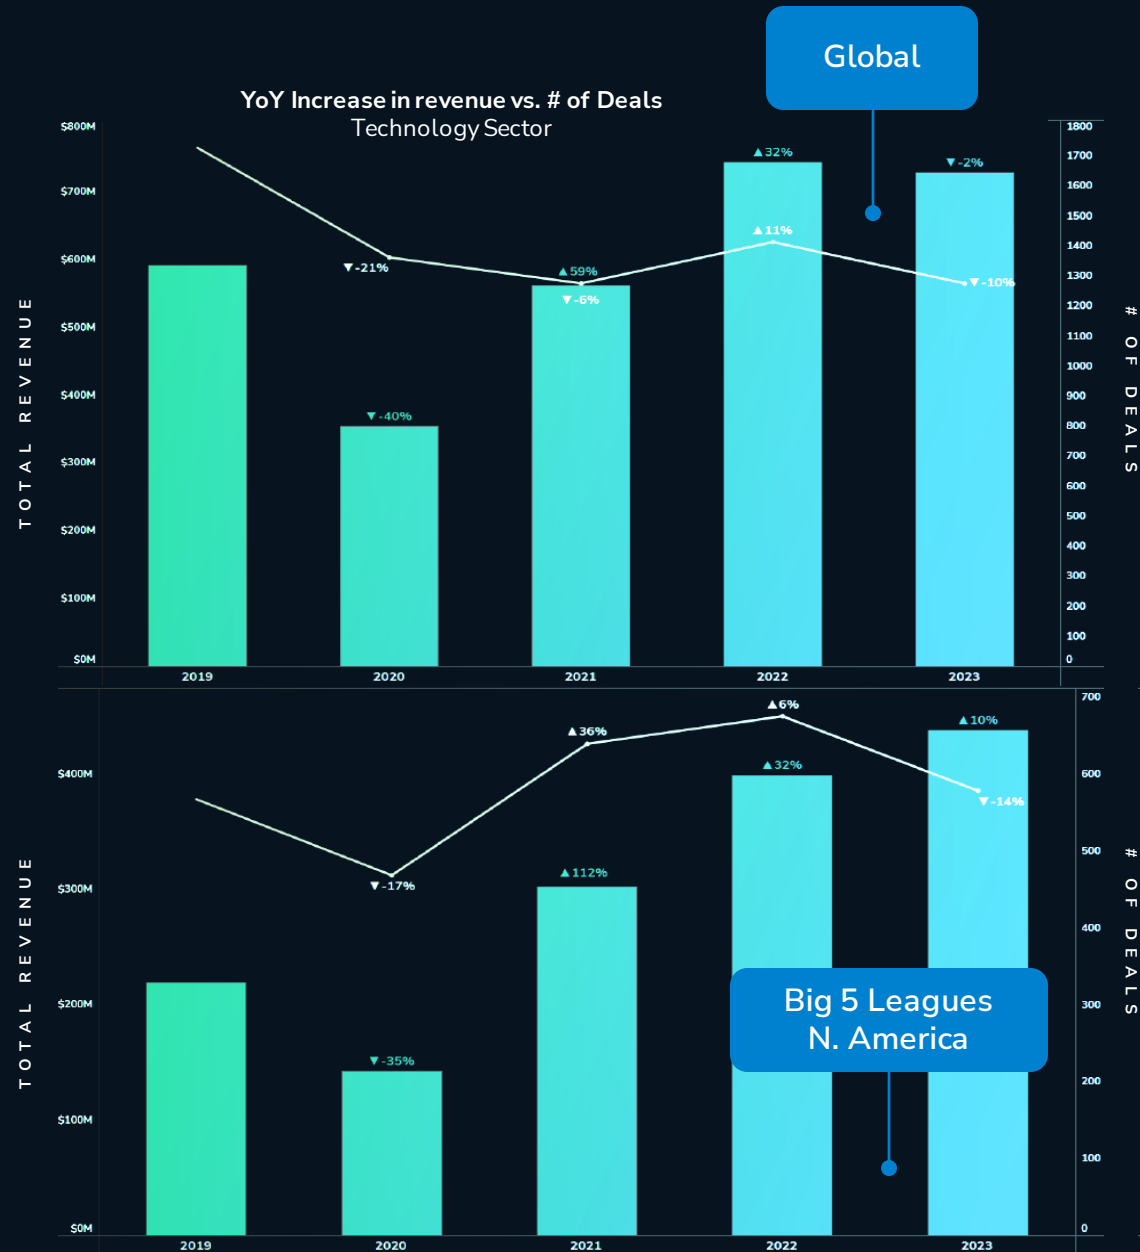 Global
YoY Increase in revenue vs. # of Deals
Technology Sector
$800M
$700M
$600M
$500M
$400M
$300M
$200M
$100M
$0M
TOTAL REVENUE
▲32%
▼-2%
▲11%
▼-21%
▲59%
▼-6%
▼-10%
▼-40%
1800
1700
1600
1500
1400
1300
1200
1100
1000
900
800
700
600
500
400
300
200
100
0
# OF DEALS
2019 2020 2021 2022 2023
$400M
$300M
$200M
$100M
$0M
TOTAL REVENUE
▲6%
▲10%
▲36%
▲32%
▼-14%
▲112%
▼-17%
▼-35%
Big 5 Leagues
N. America
700
600
500
400
300
200
100
0
# OF DEALS
2019 2020 2021 2022 2023